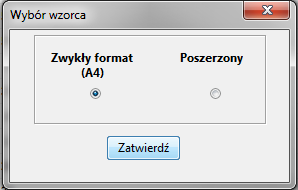 Wybór wzorca
Zwykły format Poszerzony
(A4)
Zatwierdź